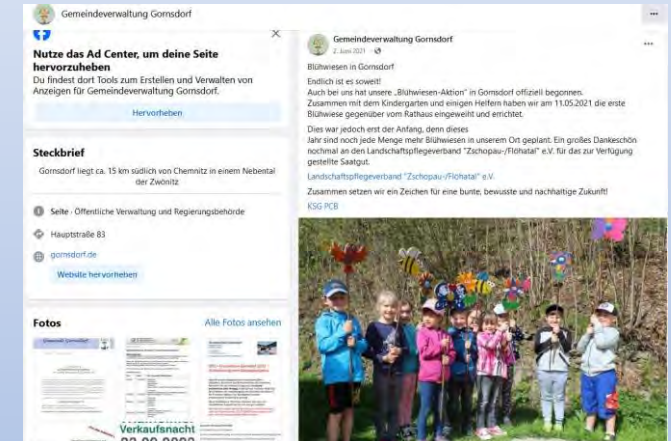 Gemeindeverwaltung Gornsdorf
Nutze das Ad Center, um deine Seite
hervorzuheben
Du findest dort Tools zum Erstellen und Verwalten von
Anzeigen für Gemeindeverwaltung Gornsdorf.
Hervorheben
Steckbrief
Gornsdorf liegt ca. 15 km südlich von Chemnitz in einem Nebental
der Zwönitz
Seite · Öffentliche Verwaltung und Regierungsbehörde
Hauptstraße 83
gornsdorf.de
Website hervorheben
Fotos
Alle Fotos ansehen
Gemeinde Gornsdorf
Verkaufsnacht
Gemeindeverwaltung Gornsdorf
2. Juni 2021 ·
Blühwiesen in Gornsdorf
Endlich ist es soweit!
Auch bei uns hat unsere „Blühwiesen-Aktion" in Gornsdorf offiziell begonnen.
Zusammen mit dem Kindergarten und einigen Helfern haben wir am 11.05.2021 die erste
Blühwiese gegenüber vom Rathaus eingeweiht und errichtet.
Dies war jedoch erst der Anfang, denn dieses
Jahr sind noch jede Menge mehr Blühwiesen in unserem Ort geplant. Ein großes Dankeschön
nochmal an den Landschaftspflegeverband "Zschopau-/Flöhatal" e.V. für das zur Verfügung
gestellte Saatgut.
Landschaftspflegeverband "Zschopau-/Flöhatal" e.V.
Zusammen setzen wir ein Zeichen für eine bunte, bewusste und nachhaltige Zukunft!
KSG PCB